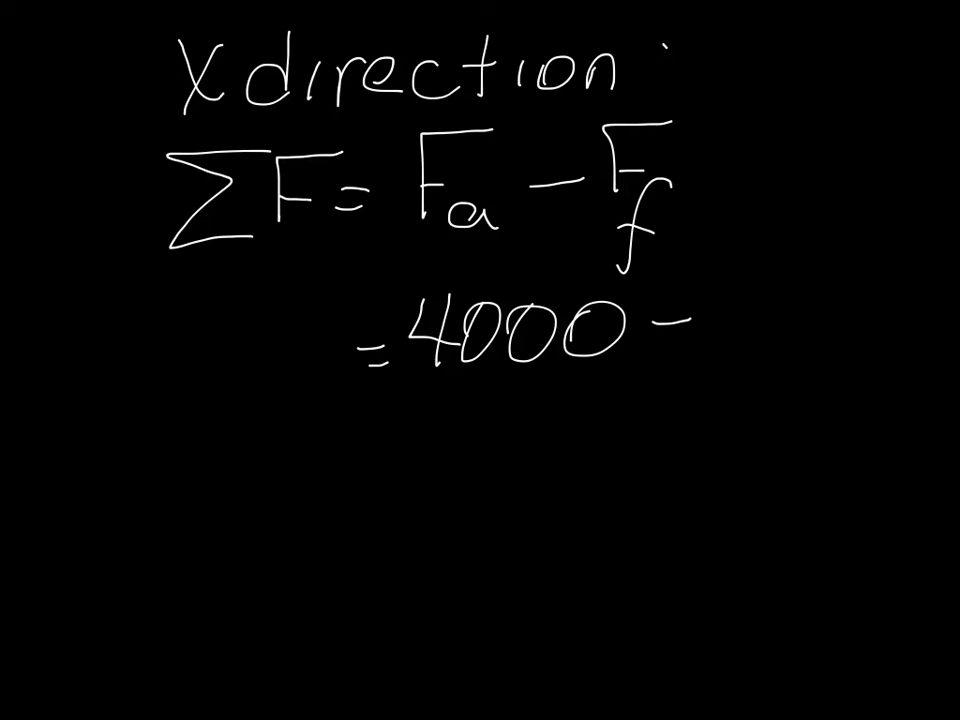 X direction :
ΣF = Fa - Ff
= 4000 -